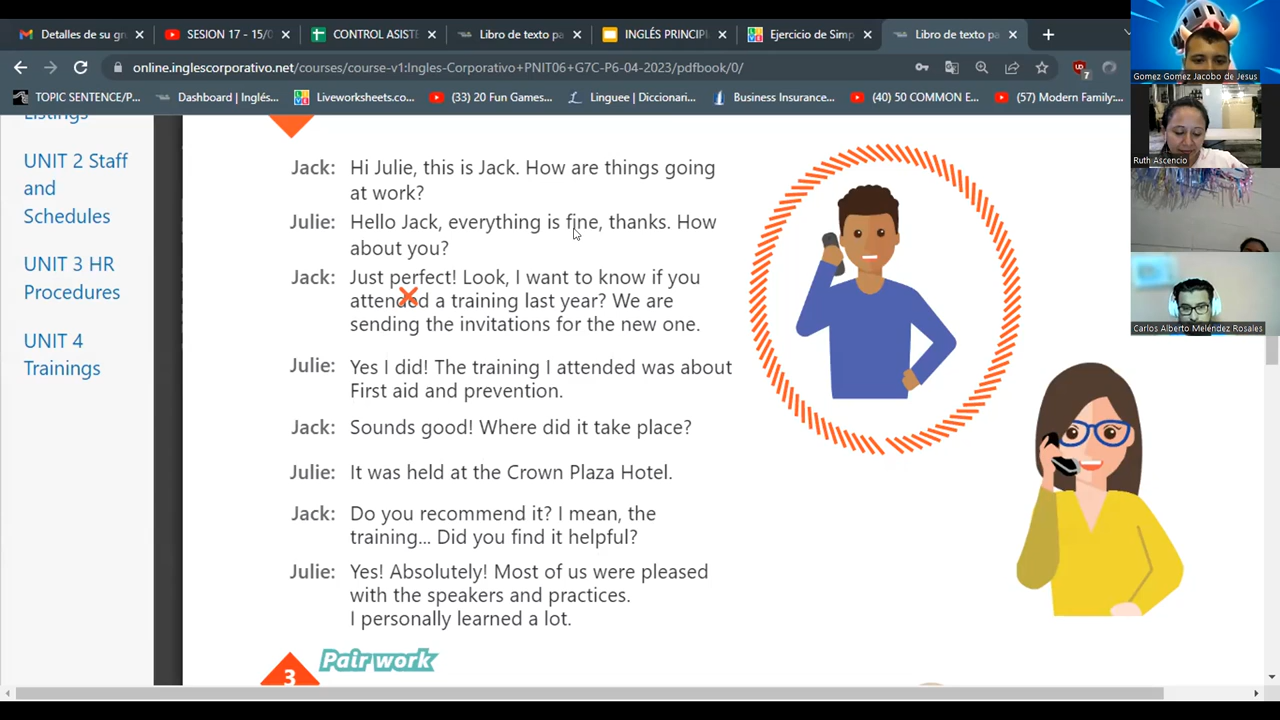 Detalles de su gr
SESION 17 - 15/0
CONTROL ASISTE
Libro de texto pa
INGLÉS PRINCIPI
Ejercicio de Simp
Libro de texto pa
Gomez Gomez Jacobo de Jesus
online.inglescorporativo.net/courses/course-v1:Ingles-Corporativo+PNIT06+G7C-P6-04-2023/pdfbook/0/
7
TOPIC SENTENCE/P...
Dashboard | Inglés...
Liveworksheets.co...
(33) 20 Fun Games...
Linguee | Diccionari...
Business Insurance...
(40) 50 COMMON E...
(57) Modern Family:...
Ruth Ascencio
Carlos Alberto Meléndez Rosales
Listings
UNIT 2 Staff
and
Schedules
UNIT 3 HR
Procedures
UNIT 4
Trainings
Jack: Hi Julie, this is Jack. How are things going
at work?
Julie: Hello Jack, everything is fine, thanks. How
about you?
Jack: Just perfect! Look, I want to know if you
attended a training last year? We are
sending the invitations for the new one.
Julie: Yes I did! The training I attended was about
First aid and prevention.
Jack: Sounds good! Where did it take place?
Julie: It was held at the Crown Plaza Hotel.
Jack: Do you recommend it? I mean, the
training... Did you find it helpful?
Julie: Yes! Absolutely! Most of us were pleased
with the speakers and practices.
I personally learned a lot.
3 Pair work